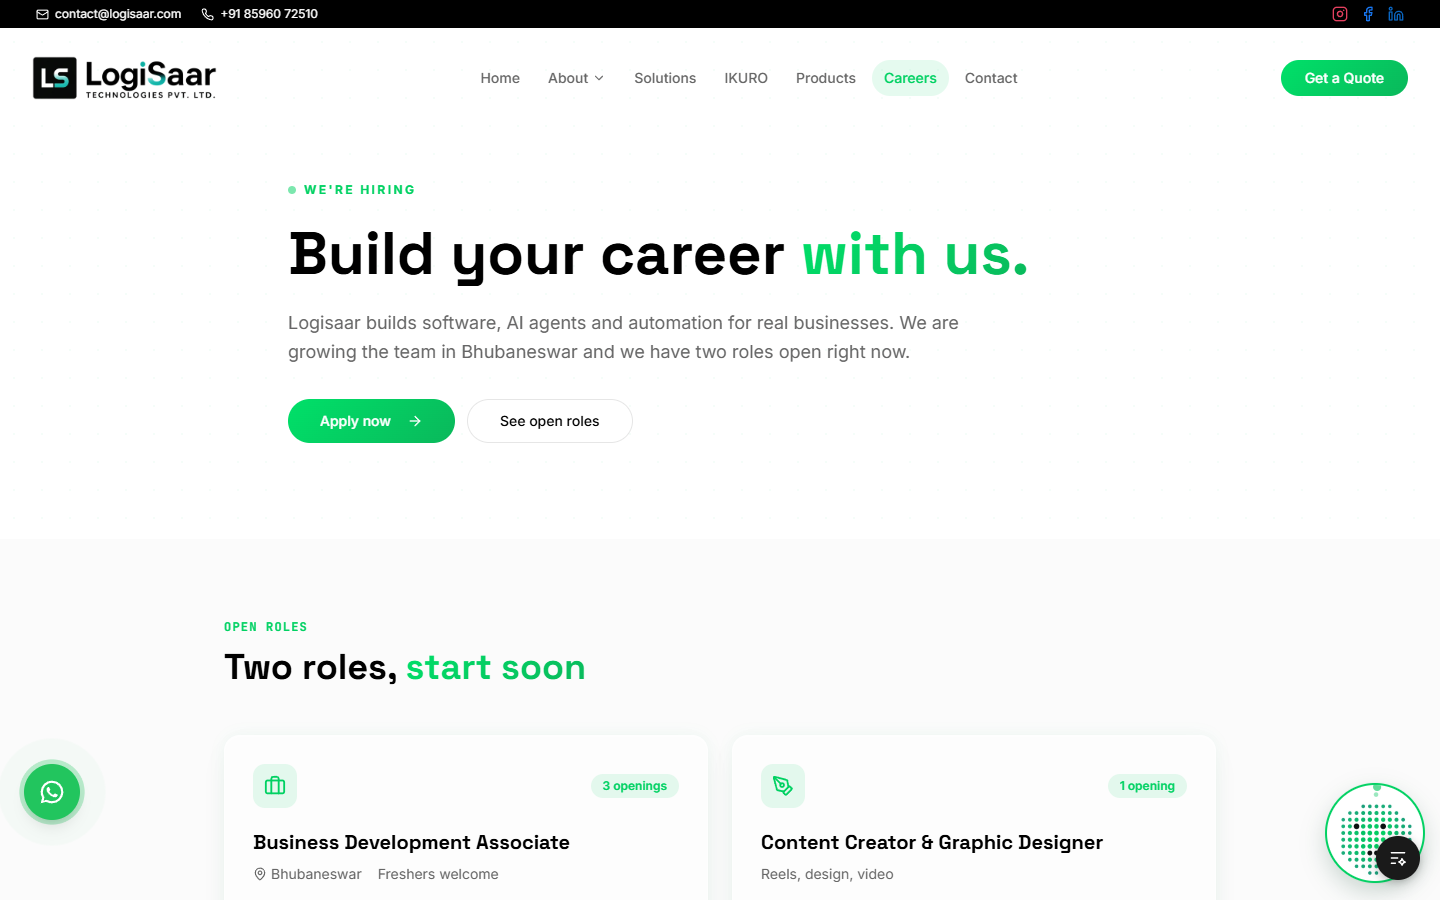 contact@logisaar.com +91 85960 72510
LS LogiSaar
TECHNOLOGIES PVT. LTD.
Home About Solutions IKURO Products Careers Contact
Get a Quote
WE'RE HIRING
Build your career with us.
Logisaar builds software, AI agents and automation for real businesses. We are
growing the team in Bhubaneswar and we have two roles open right now.
Apply now
See open roles
OPEN ROLES
Two roles, start soon
3 openings
Business Development Associate
Bhubaneswar Freshers welcome
1 opening
Content Creator & Graphic Designer
Reels, design, video